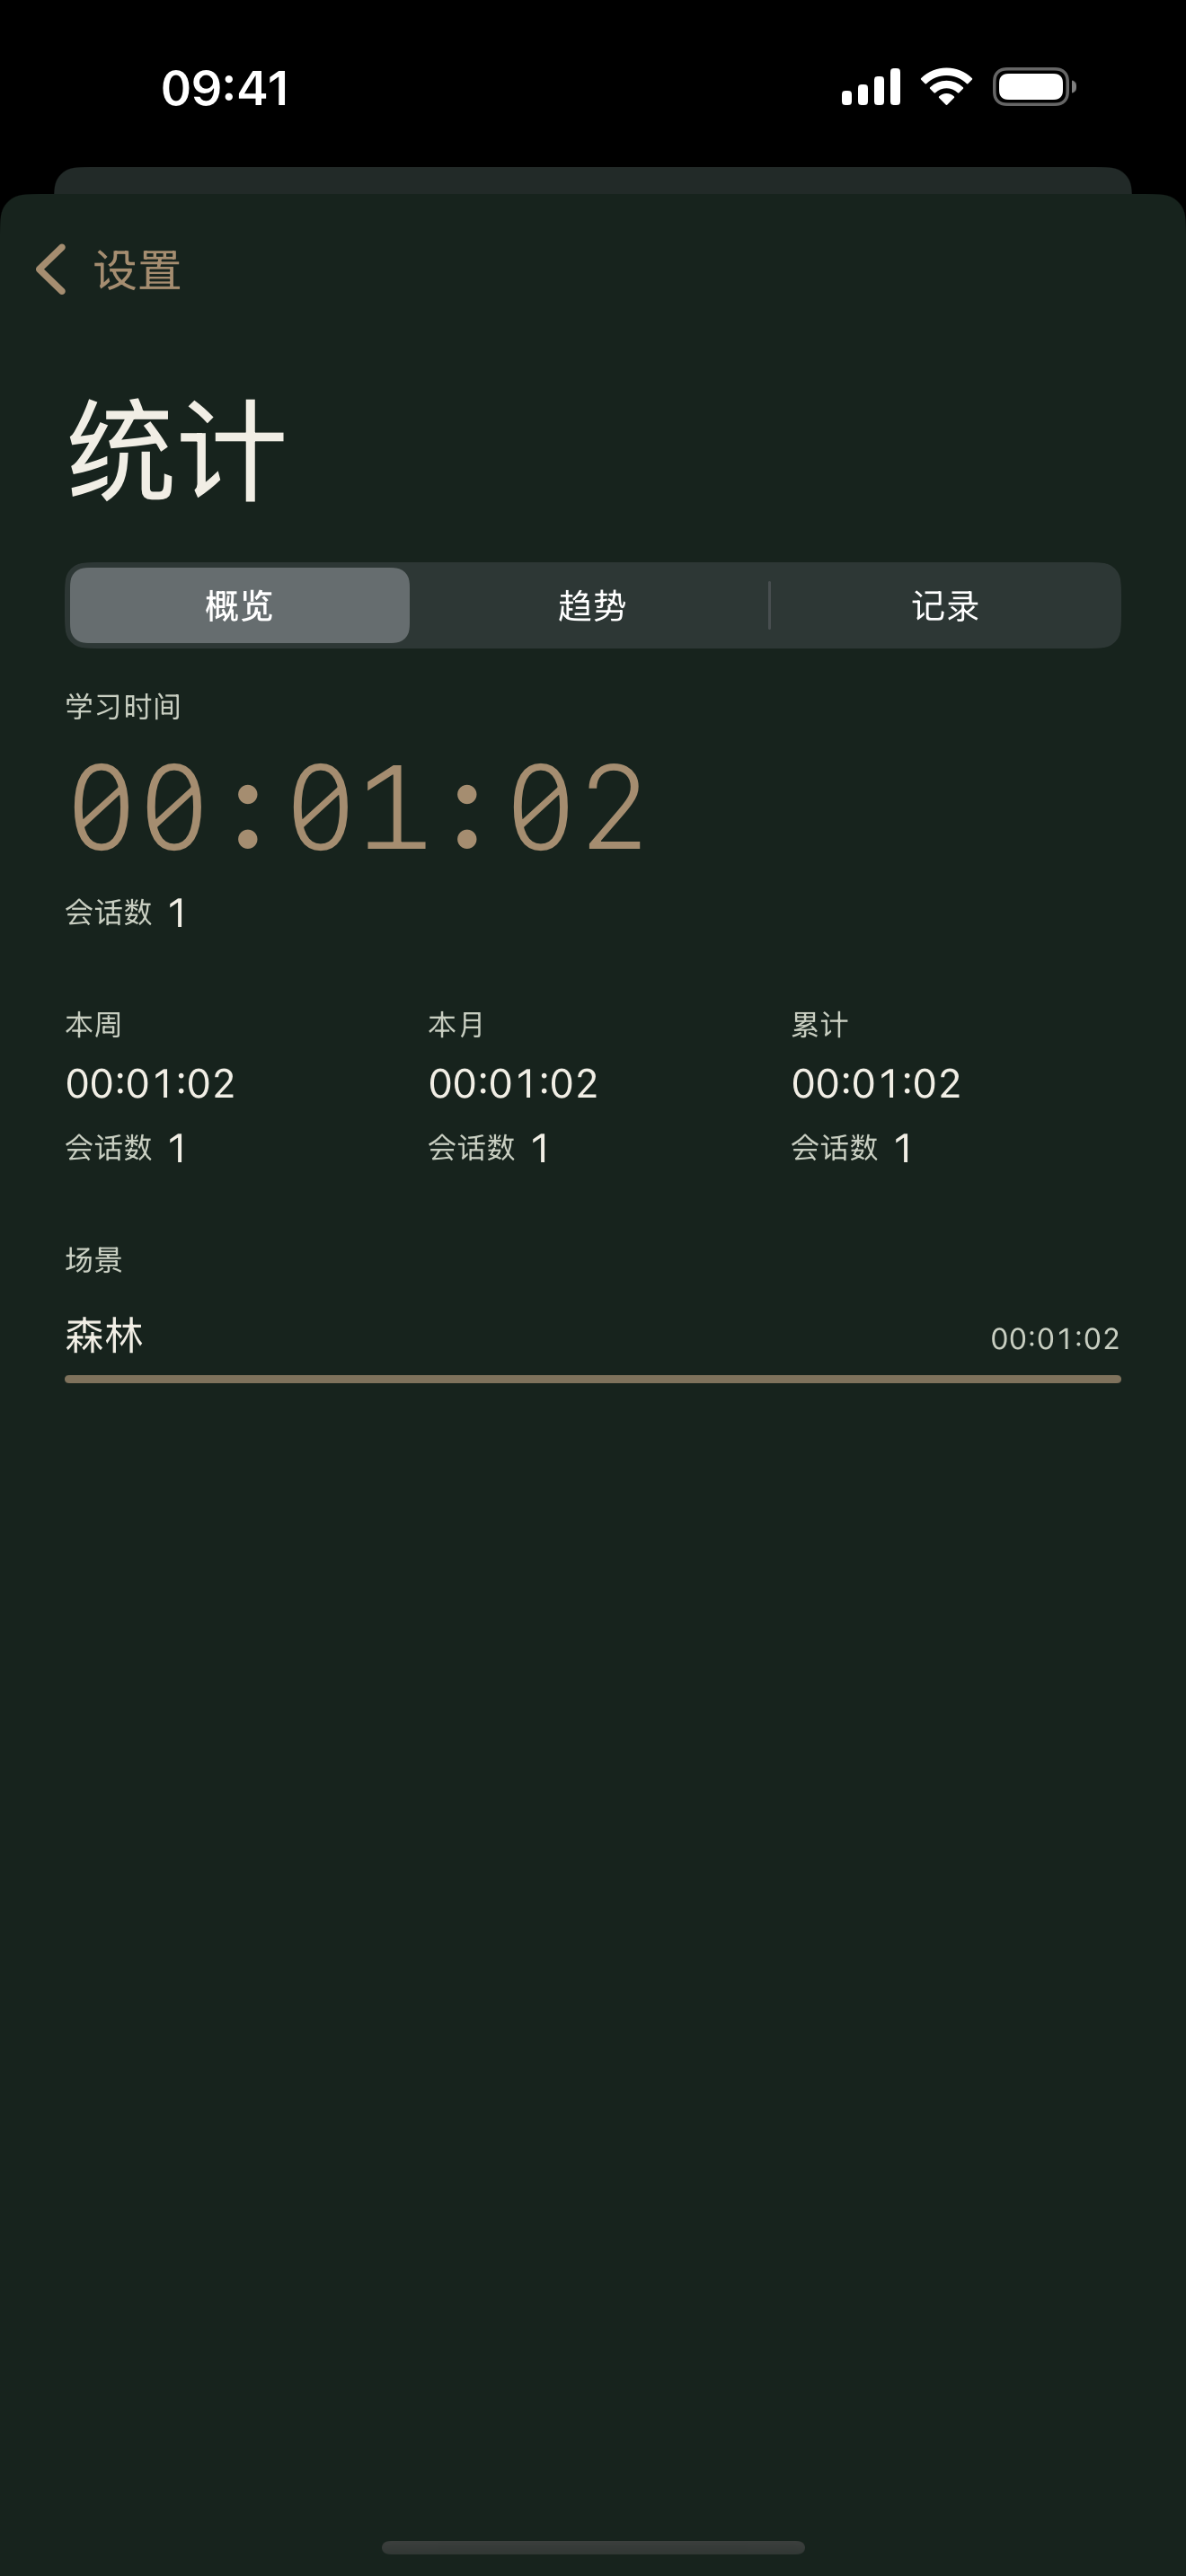 09:41
设置
统计
概览 趋势 记录
学习时间
00:01:02
会话数 1
本周 本月 累计
00:01:02 00:01:02 00:01:02
会话数 1 会话数 1 会话数 1
场景
森林 00:01:02